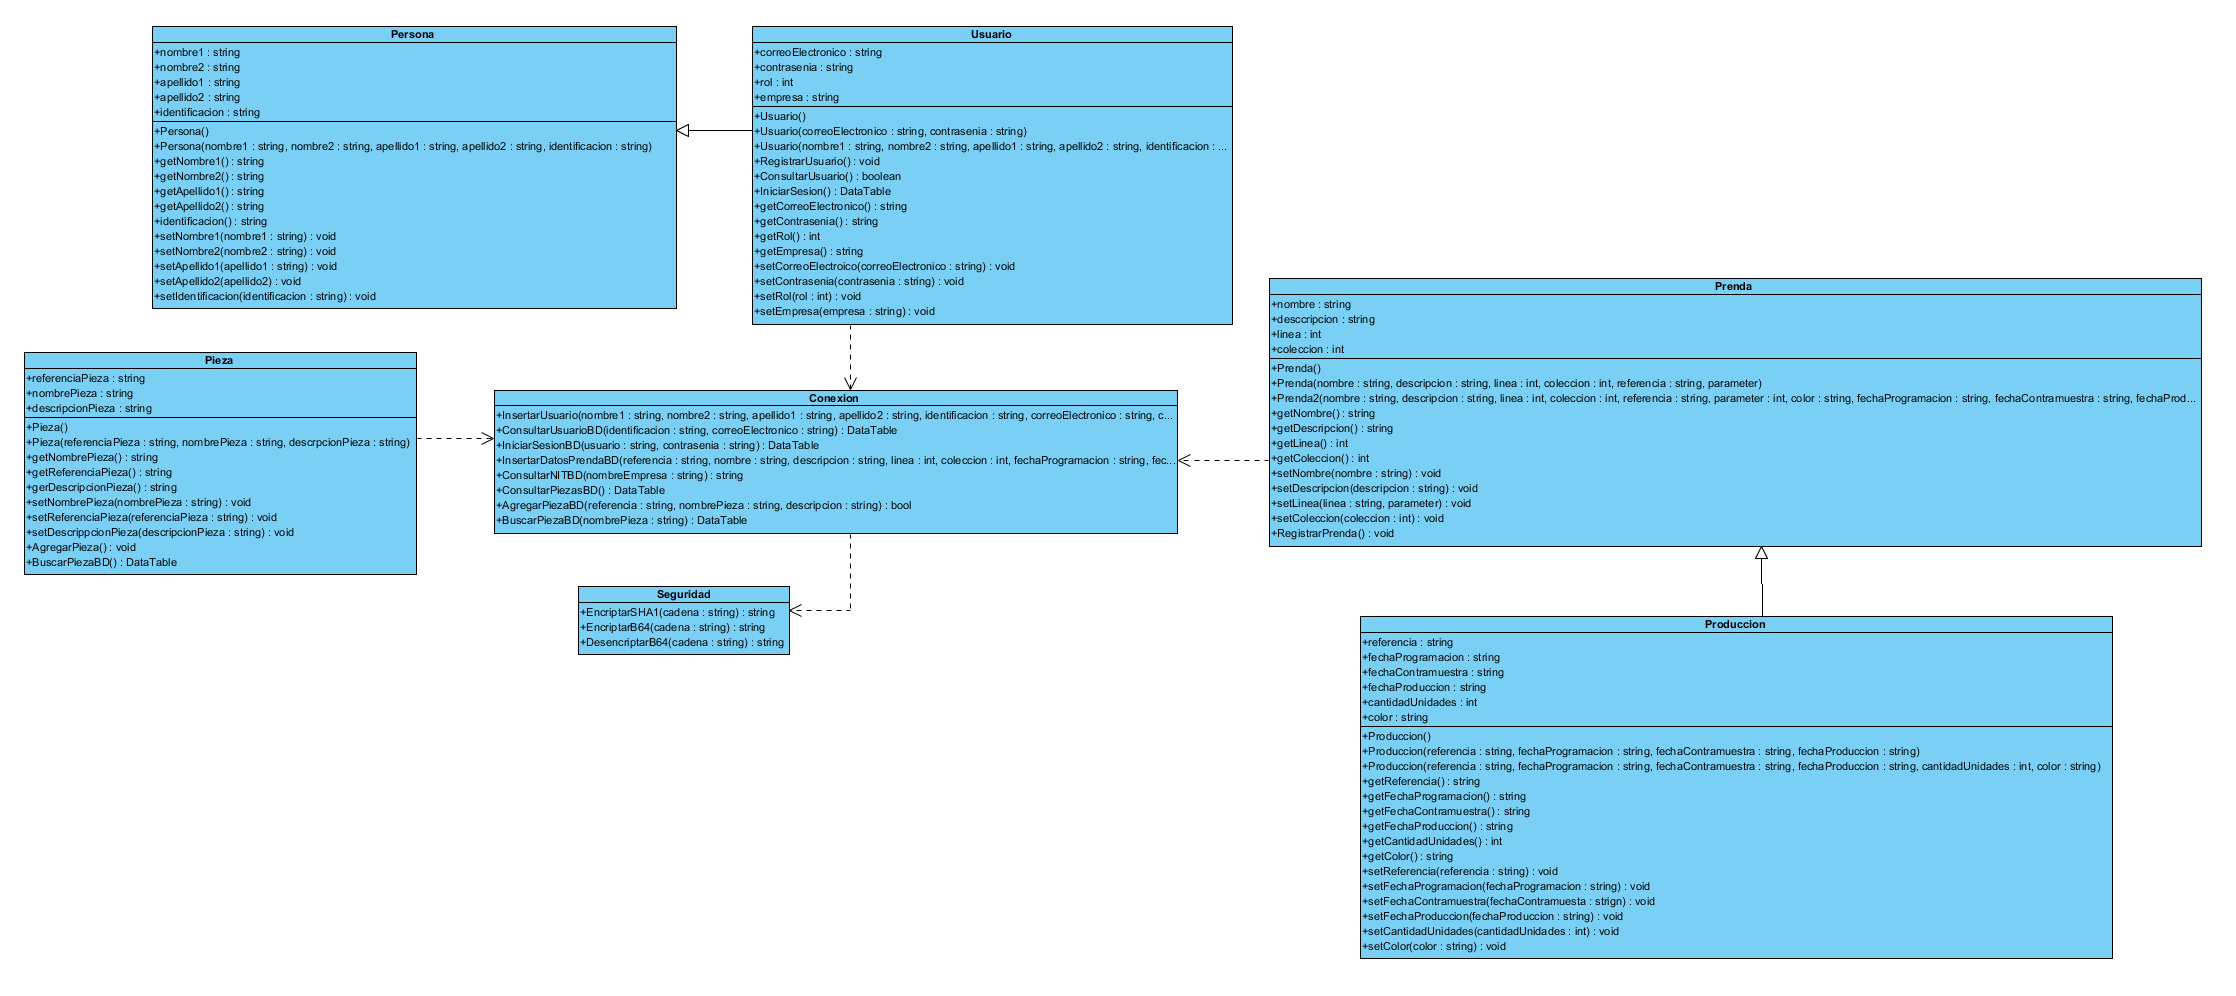 Persona
+nombre1 : string
+nombre2 : string
+apellido1 : string
+apellido2 : string
+identificacion : string
+Persona()
+Persona(nombre1 : string, nombre2 : string, apellido1 : string, apellido2 : string, identificacion : string)
+getNombre1() : string
+getNombre2() : string
+getApellido1() : string
+getApellido2() : string
+identificacion() : string
+setNombre1(nombre1 : string) : void
+setNombre2(nombre2 : string) : void
+setApellido1(apellido1 : string) : void
+setApellido2(apellido2) : void
+setIdentificacion(identificacion : string) : void
Usuario
+correoElectronico : string
+contrasenia : string
+rol : int
+empresa : string
+Usuario()
+Usuario(correoElectronico : string, contrasenia : string)
+Usuario(nombre1 : string, nombre2 : string, apellido1 : string, apellido2 : string, identificacion : ...
+RegistrarUsuario() : void
+ConsultarUsuario() : boolean
+IniciarSesion() : DataTable
+getCorreoElectronico() : string
+getContrasenia() : string
+getRol() : int
+getEmpresa() : string
+setCorreoElectroico(correoElectronico : string) : void
+setContrasenia(contrasenia : string) : void
+setRol(rol : int) : void
+setEmpresa(empresa : string) : void
Prenda
+nombre : string
+desccripcion : string
+linea : int
+coleccion : int
+Prenda()
+Prenda(nombre : string, descripcion : string, linea : int, coleccion : int, referencia : string, parameter)
+Prenda2(nombre : string, descripcion : string, linea : int, coleccion : int, referencia : string, parameter : int, color : string, fechaProgramacion : string, fechaContramuestra : string, fechaProd...
+getNombre() : string
+getDescripcion() : string
+getLinea() : int
+getColeccion() : int
+setNombre(nombre : string) : void
+setDescripcion(descripcion : string) : void
+setLinea(linea : string, parameter) : void
+setColeccion(coleccion : int) : void
+RegistrarPrenda() : void
Pieza
+referenciaPieza : string
+nombrePieza : string
+descripcionPieza : string
+Pieza()
+Pieza(referenciaPieza : string, nombrePieza : string, descrpcionPieza : string)
+getNombrePieza() : string
+getReferenciaPieza() : string
+gerDescripcionPieza() : string
+setNombrePieza(nombrePieza : string) : void
+setReferenciaPieza(referenciaPieza : string) : void
+setDescrippcionPieza(descripcionPieza : string) : void
+AgregarPieza() : void
+BuscarPiezaBD() : DataTable
Conexion
+InsertarUsuario(nombre1 : string, nombre2 : string, apellido1 : string, apellido2 : string, identificacion : string, correoElectronico : string, c...
+ConsultarUsuarioBD(identificacion : string, correoElectronico : string) : DataTable
+IniciarSesionBD(usuario : string, contrasenia : string) : DataTable
+InsertarDatosPrendaBD(referencia : string, nombre : string, descripcion : string, linea : int, coleccion : int, fechaProgramacion : string, fec...
+ConsultarNITBD(nombreEmpresa : string) : string
+ConsultarPiezasBD() : DataTable
+AgregarPiezaBD(referencia : string, nombrePieza : string, descripcion : string) : bool
+BuscarPiezaBD(nombrePieza : string) : DataTable
Seguridad
+EncriptarSHA1(cadena : string) : string
+EncriptarB64(cadena : string) : string
+DesencriptarB64(cadena : string) : string
Produccion
+referencia : string
+fechaProgramacion : string
+fechaContramuestra : string
+fechaProduccion : string
+cantidadUnidades : int
+color : string
+Produccion()
+Produccion(referencia : string, fechaProgramacion : string, fechaContramuestra : string, fechaProduccion : string)
+Produccion(referencia : string, fechaProgramacion : string, fechaContramuestra : string, fechaProduccion : string, cantidadUnidades : int, color : string)
+getReferencia() : string
+getFechaProgramacion() : string
+getFechaContramuestra() : string
+getFechaProduccion() : string
+getCantidadUnidades() : int
+getColor() : string
+setReferencia(referencia : string) : void
+setFechaProgramacion(fechaProgramacion : string) : void
+setFechaContramuestra(fechaContramuesta : strign) : void
+setFechaProduccion(fechaProduccion : string) : void
+setCantidadUnidades(cantidadUnidades : int) : void
+setColor(color : string) : void